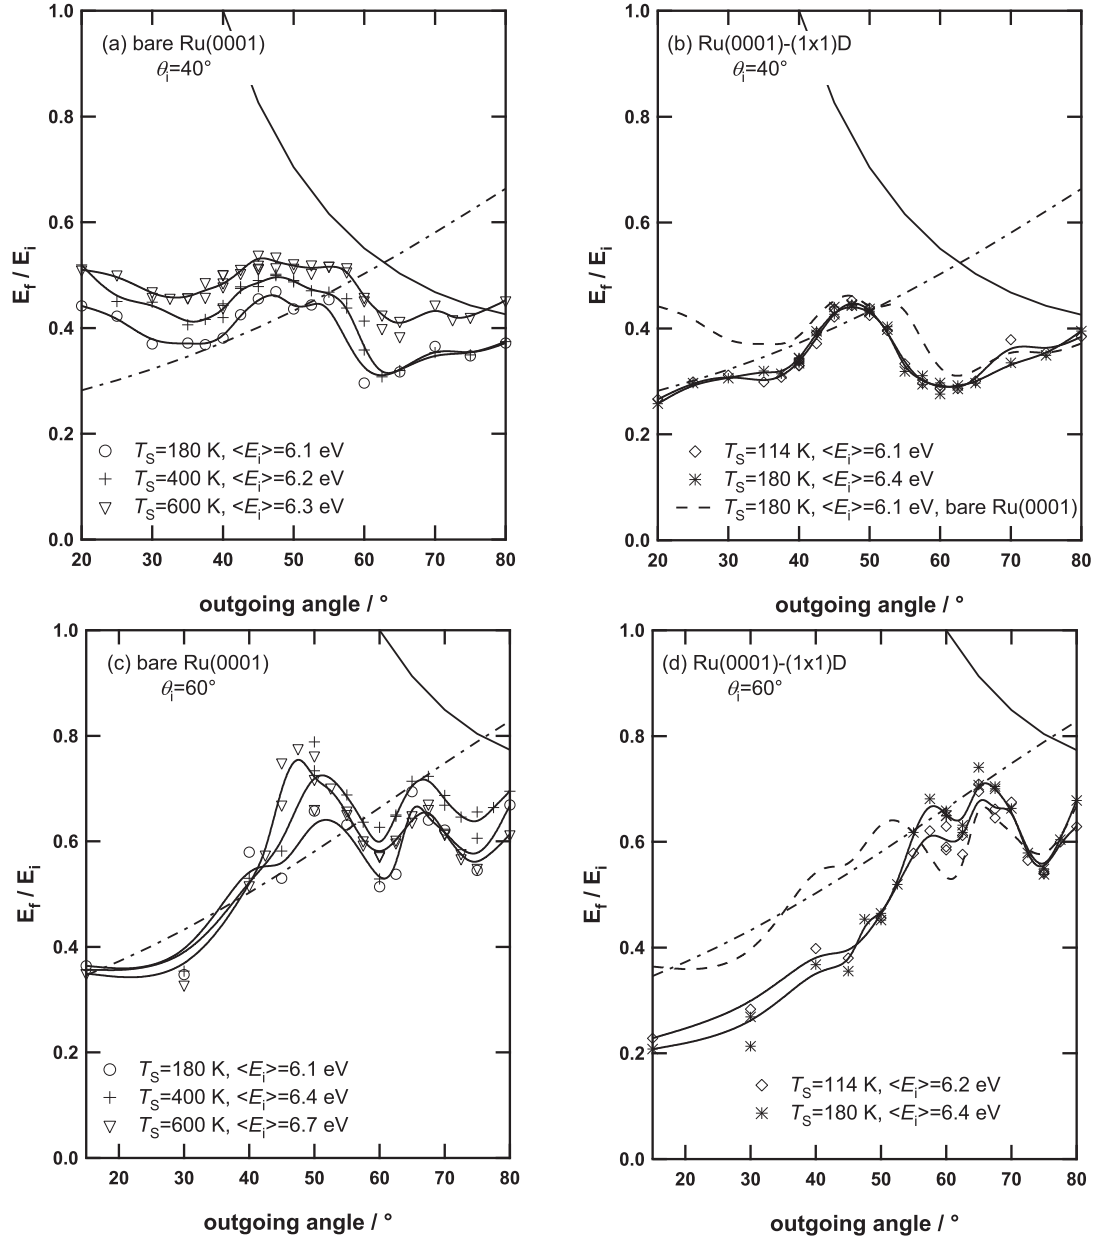 (a) bare Ru(0001)
θi=40°
1.0
0.8
0.6
0.4
0.2
0.0
Ef / Ei
TS=180 K, <Ei>=6.1 eV
TS=400 K, <Ei>=6.2 eV
TS=600 K, <Ei>=6.3 eV
20 30 40 50 60 70 80
outgoing angle / °
(b) Ru(0001)-(1x1)D
θi=40°
1.0
0.8
0.6
0.4
0.2
0.0
Ef / Ei
TS=114 K, <Ei>=6.1 eV
TS=180 K, <Ei>=6.4 eV
TS=180 K, <Ei>=6.1 eV, bare Ru(0001)
20 30 40 50 60 70 80
outgoing angle / °
(c) bare Ru(0001)
θi=60°
1.0
0.8
0.6
0.4
0.2
0.0
Ef / Ei
TS=180 K, <Ei>=6.1 eV
TS=400 K, <Ei>=6.4 eV
TS=600 K, <Ei>=6.7 eV
20 30 40 50 60 70 80
outgoing angle / °
(d) Ru(0001)-(1x1)D
θi=60°
1.0
0.8
0.6
0.4
0.2
0.0
Ef / Ei
TS=114 K, <Ei>=6.2 eV
TS=180 K, <Ei>=6.4 eV
20 30 40 50 60 70 80
outgoing angle / °